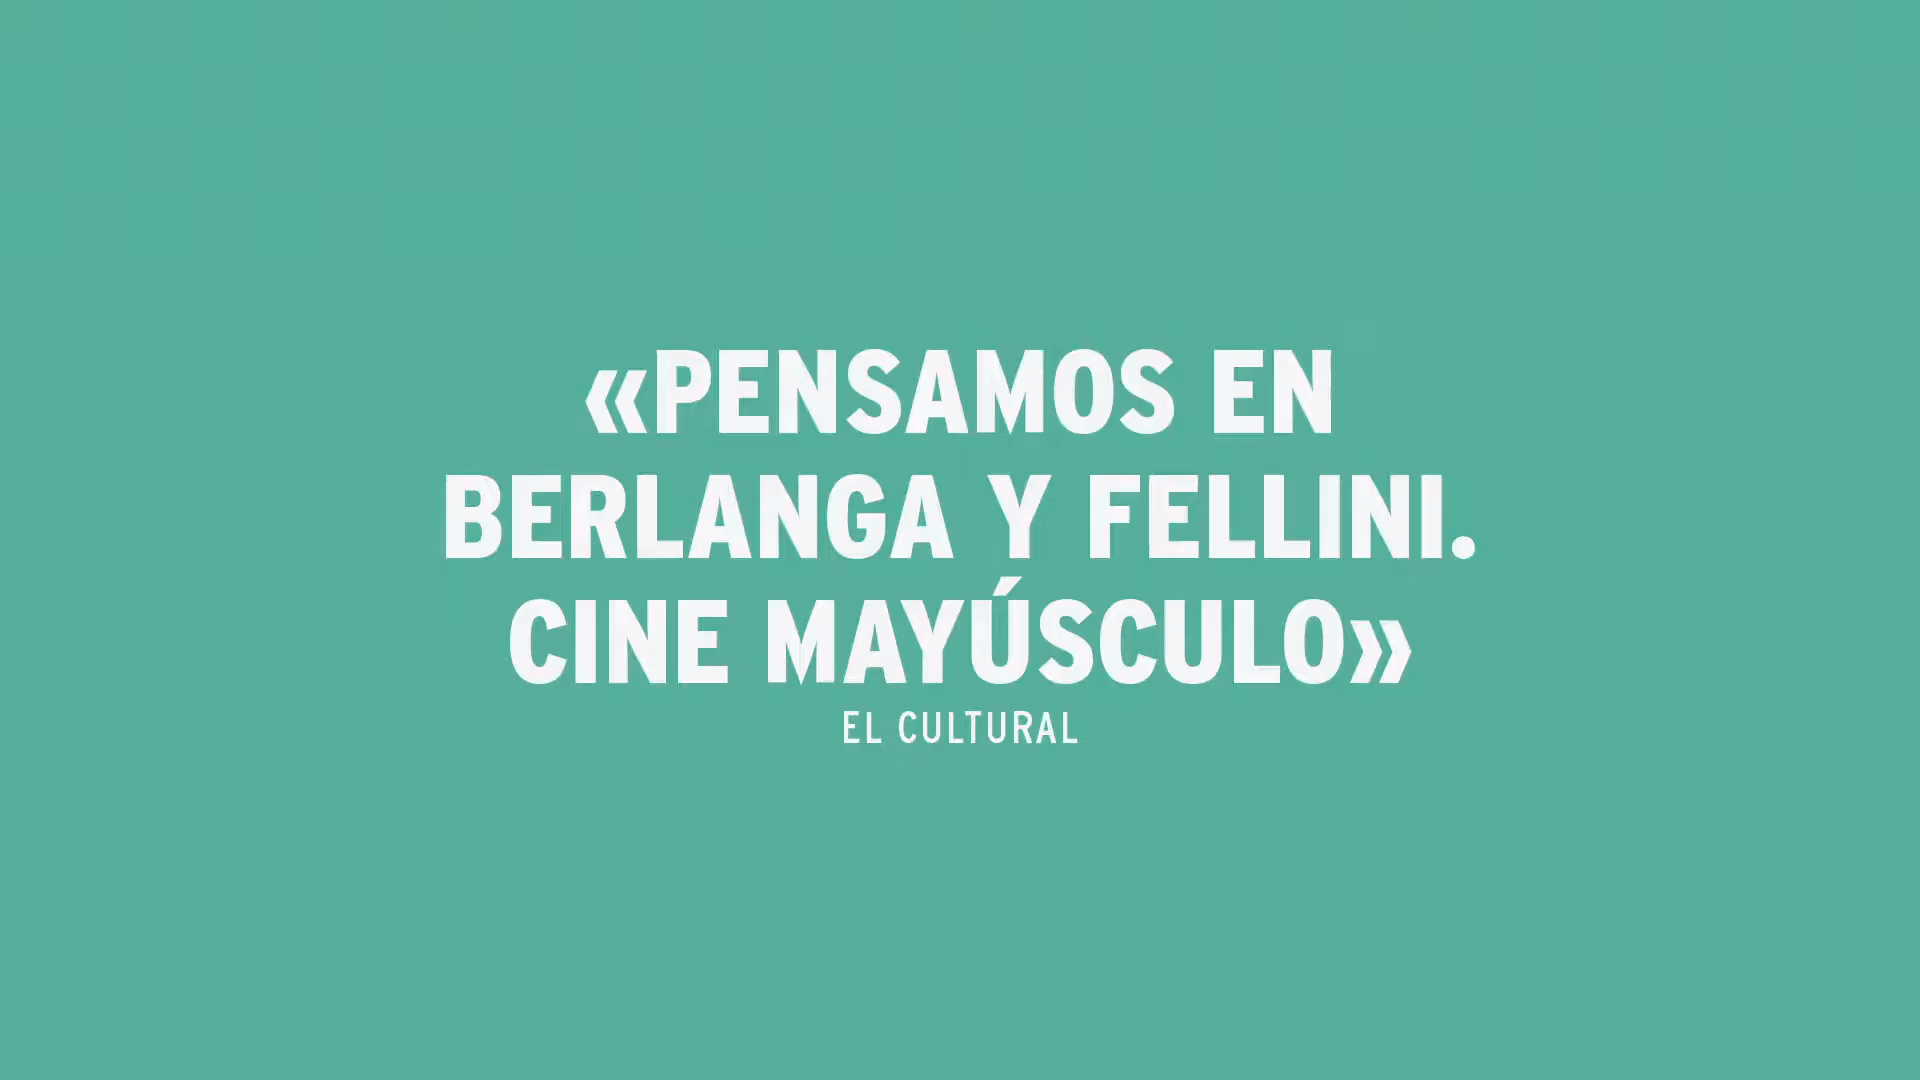 «PENSAMOS EN
BERLANGA Y FELLINI.
CINE MAYÚSCULO»
EL CULTURAL